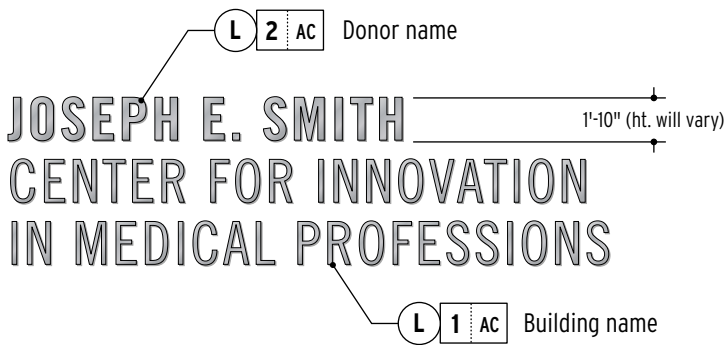 L 2 AC Donor name
JOSEPH E. SMITH
1'-10" (ht. will vary)
CENTER FOR INNOVATION
IN MEDICAL PROFESSIONS
L 1 AC Building name